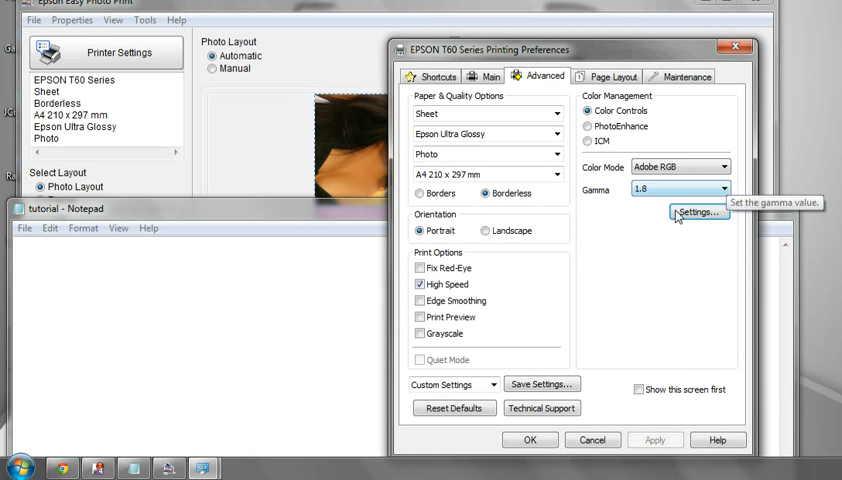 Epson Easy Photo Print
File Properties View Tools Help
Printer Settings
EPSON T60 Series
Sheet
Borderless
A4 210 x 297 mm
Epson Ultra Glossy
Photo
Select Layout
Photo Layout
Photo Layout
Automatic
Manual
tutorial - Notepad
File Edit Format View Help
EPSON T60 Series Printing Preferences
Shortcuts Main Advanced Page Layout Maintenance
Paper & Quality Options
Sheet
Epson Ultra Glossy
Photo
A4 210 x 297 mm
Borders Borderless
Orientation
Portrait Landscape
Print Options
Fix Red-Eye
High Speed
Edge Smoothing
Print Preview
Grayscale
Quiet Mode
Custom Settings Save Settings...
Reset Defaults Technical Support
Color Management
Color Controls
PhotoEnhance
ICM
Color Mode Adobe RGB
Gamma 1.8
Set the gamma value.
Settings...
Show this screen first
OK Cancel Apply Help